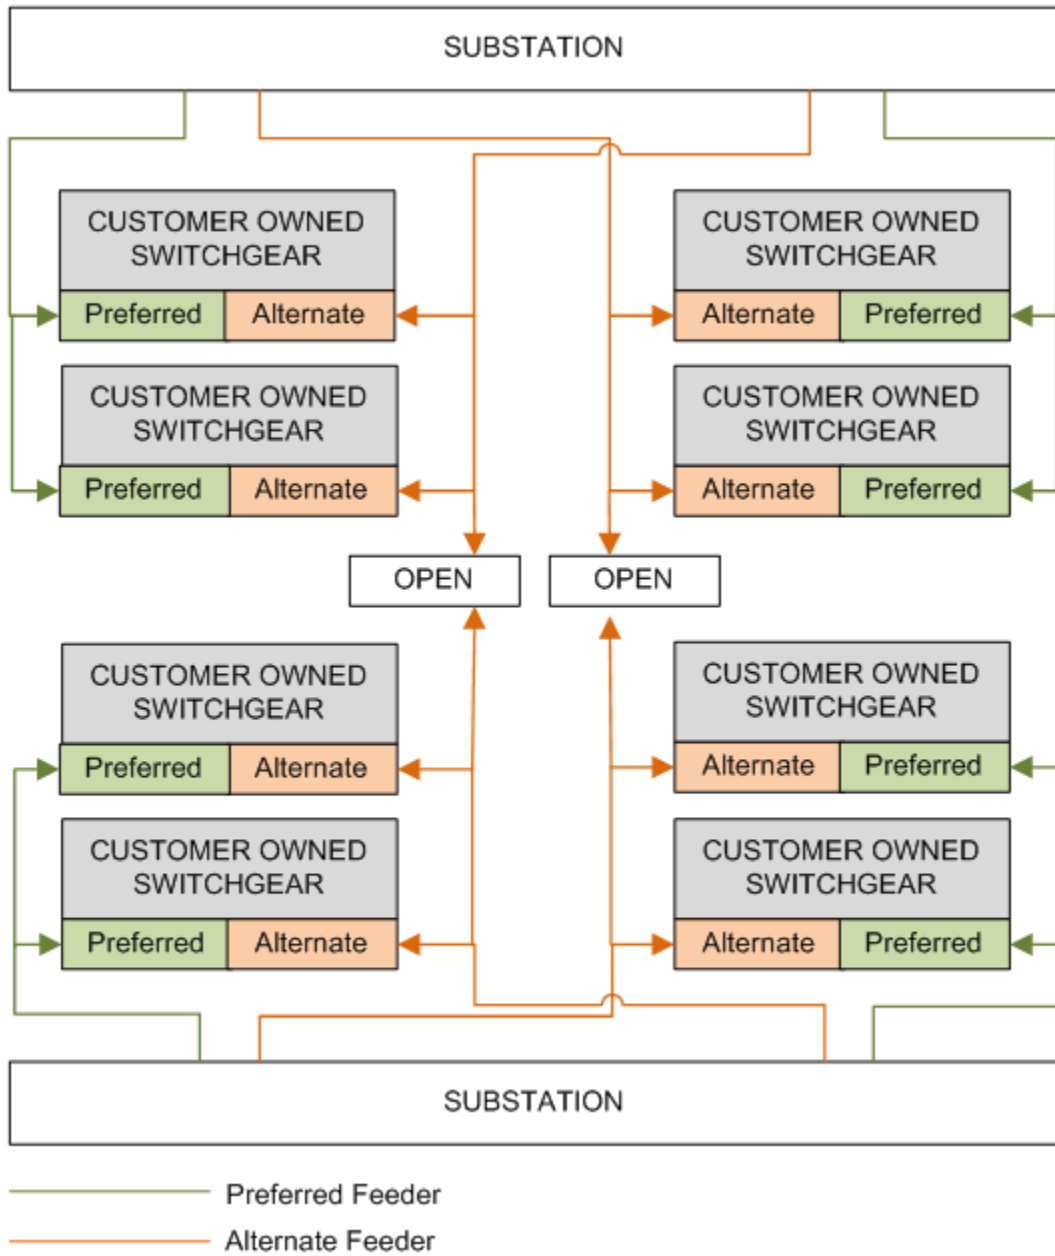 SUBSTATION
CUSTOMER OWNED
SWITCHGEAR
Preferred Alternate
CUSTOMER OWNED
SWITCHGEAR
Alternate Preferred
CUSTOMER OWNED
SWITCHGEAR
Preferred Alternate
CUSTOMER OWNED
SWITCHGEAR
Alternate Preferred
OPEN
OPEN
CUSTOMER OWNED
SWITCHGEAR
Preferred Alternate
CUSTOMER OWNED
SWITCHGEAR
Alternate Preferred
CUSTOMER OWNED
SWITCHGEAR
Preferred Alternate
CUSTOMER OWNED
SWITCHGEAR
Alternate Preferred
SUBSTATION
Preferred Feeder
Alternate Feeder